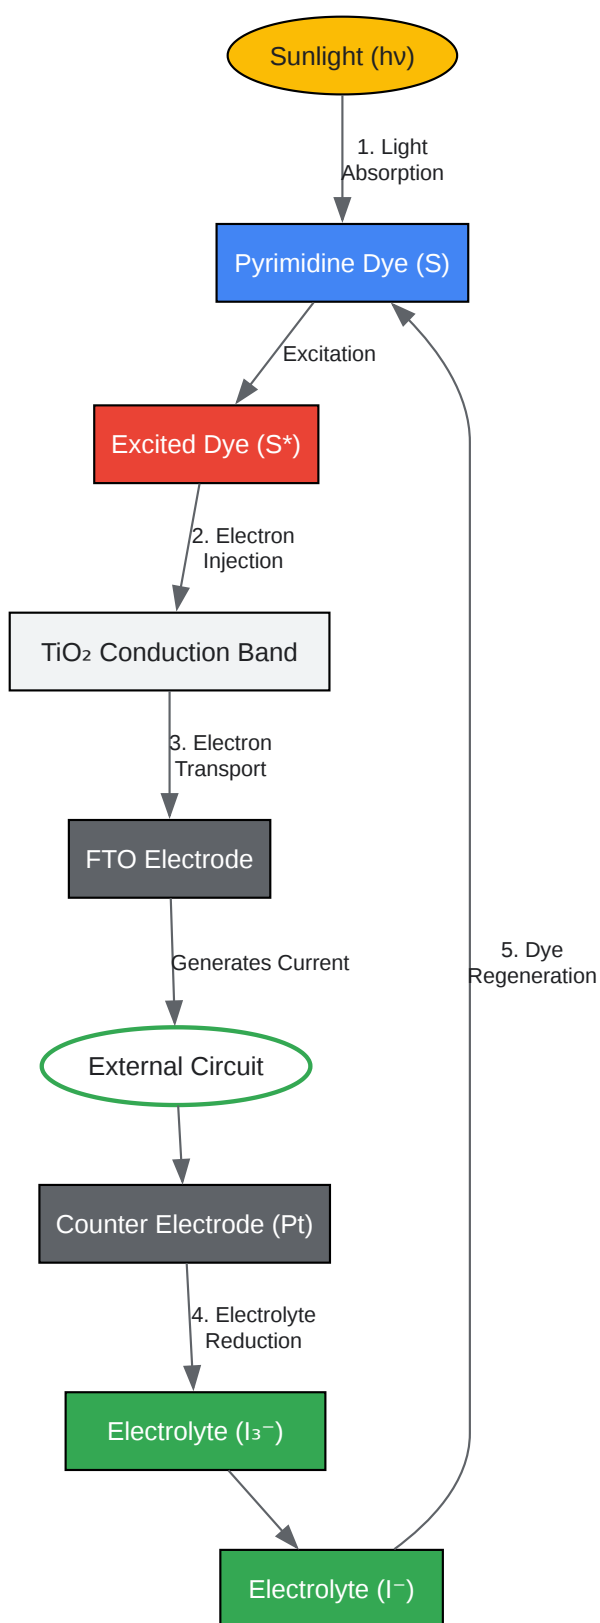 Sunlight (hν)
1. Light
Absorption
Pyrimidine Dye (S)
Excitation
Excited Dye (S*)
2. Electron
Injection
TiO₂ Conduction Band
3. Electron
Transport
FTO Electrode
Generates Current
5. Dye
Regeneration
External Circuit
Counter Electrode (Pt)
4. Electrolyte
Reduction
Electrolyte (I₃⁻)
Electrolyte (I⁻)